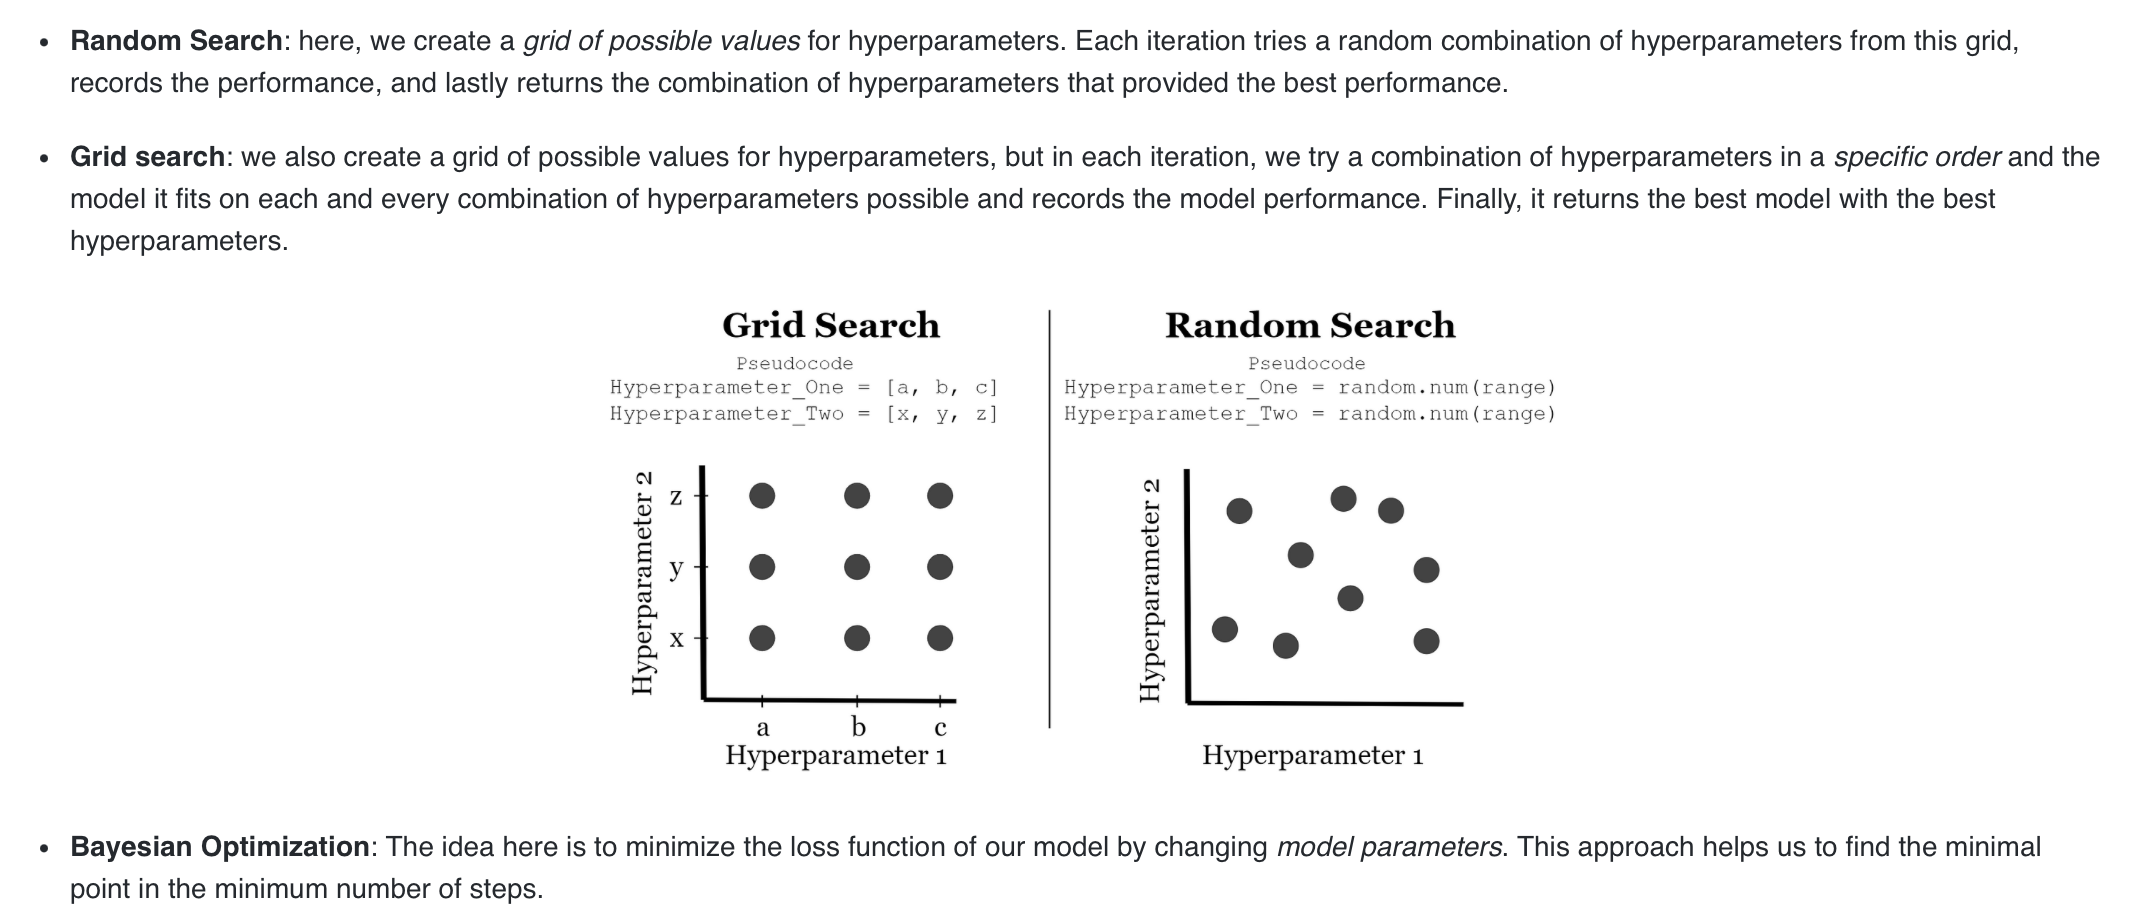 • Random Search: here, we create a grid of possible values for hyperparameters. Each iteration tries a random combination of hyperparameters from this grid,
records the performance, and lastly returns the combination of hyperparameters that provided the best performance.
• Grid search: we also create a grid of possible values for hyperparameters, but in each iteration, we try a combination of hyperparameters in a specific order and the
model it fits on each and every combination of hyperparameters possible and records the model performance. Finally, it returns the best model with the best
hyperparameters.
Grid Search
Pseudocode
Hyperparameter_One = [a, b, c]
Hyperparameter_Two = [x, y, z]
Hyperparameter 2
z
y
x
a b c
Hyperparameter 1
Random Search
Pseudocode
Hyperparameter_One = random.num(range)
Hyperparameter_Two = random.num(range)
Hyperparameter 2
Hyperparameter 1
• Bayesian Optimization: The idea here is to minimize the loss function of our model by changing model parameters. This approach helps us to find the minimal
point in the minimum number of steps.